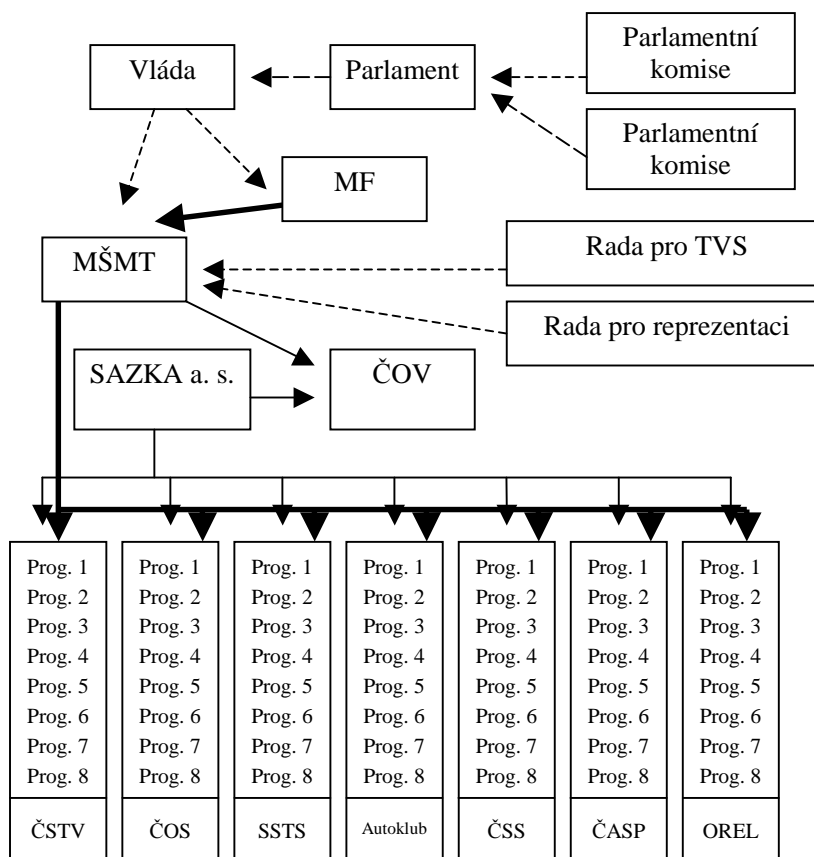 Parlamentní
komise
Vláda
Parlament
Parlamentní
komise
MF
MŠMT
Rada pro TVS
Rada pro reprezentaci
SAZKA a. s.
ČOV
Prog. 1
Prog. 2
Prog. 3
Prog. 4
Prog. 5
Prog. 6
Prog. 7
Prog. 8
ČSTV
Prog. 1
Prog. 2
Prog. 3
Prog. 4
Prog. 5
Prog. 6
Prog. 7
Prog. 8
ČOS
Prog. 1
Prog. 2
Prog. 3
Prog. 4
Prog. 5
Prog. 6
Prog. 7
Prog. 8
SSTS
Prog. 1
Prog. 2
Prog. 3
Prog. 4
Prog. 5
Prog. 6
Prog. 7
Prog. 8
Autoklub
Prog. 1
Prog. 2
Prog. 3
Prog. 4
Prog. 5
Prog. 6
Prog. 7
Prog. 8
ČSS
Prog. 1
Prog. 2
Prog. 3
Prog. 4
Prog. 5
Prog. 6
Prog. 7
Prog. 8
ČASP
Prog. 1
Prog. 2
Prog. 3
Prog. 4
Prog. 5
Prog. 6
Prog. 7
Prog. 8
OREL